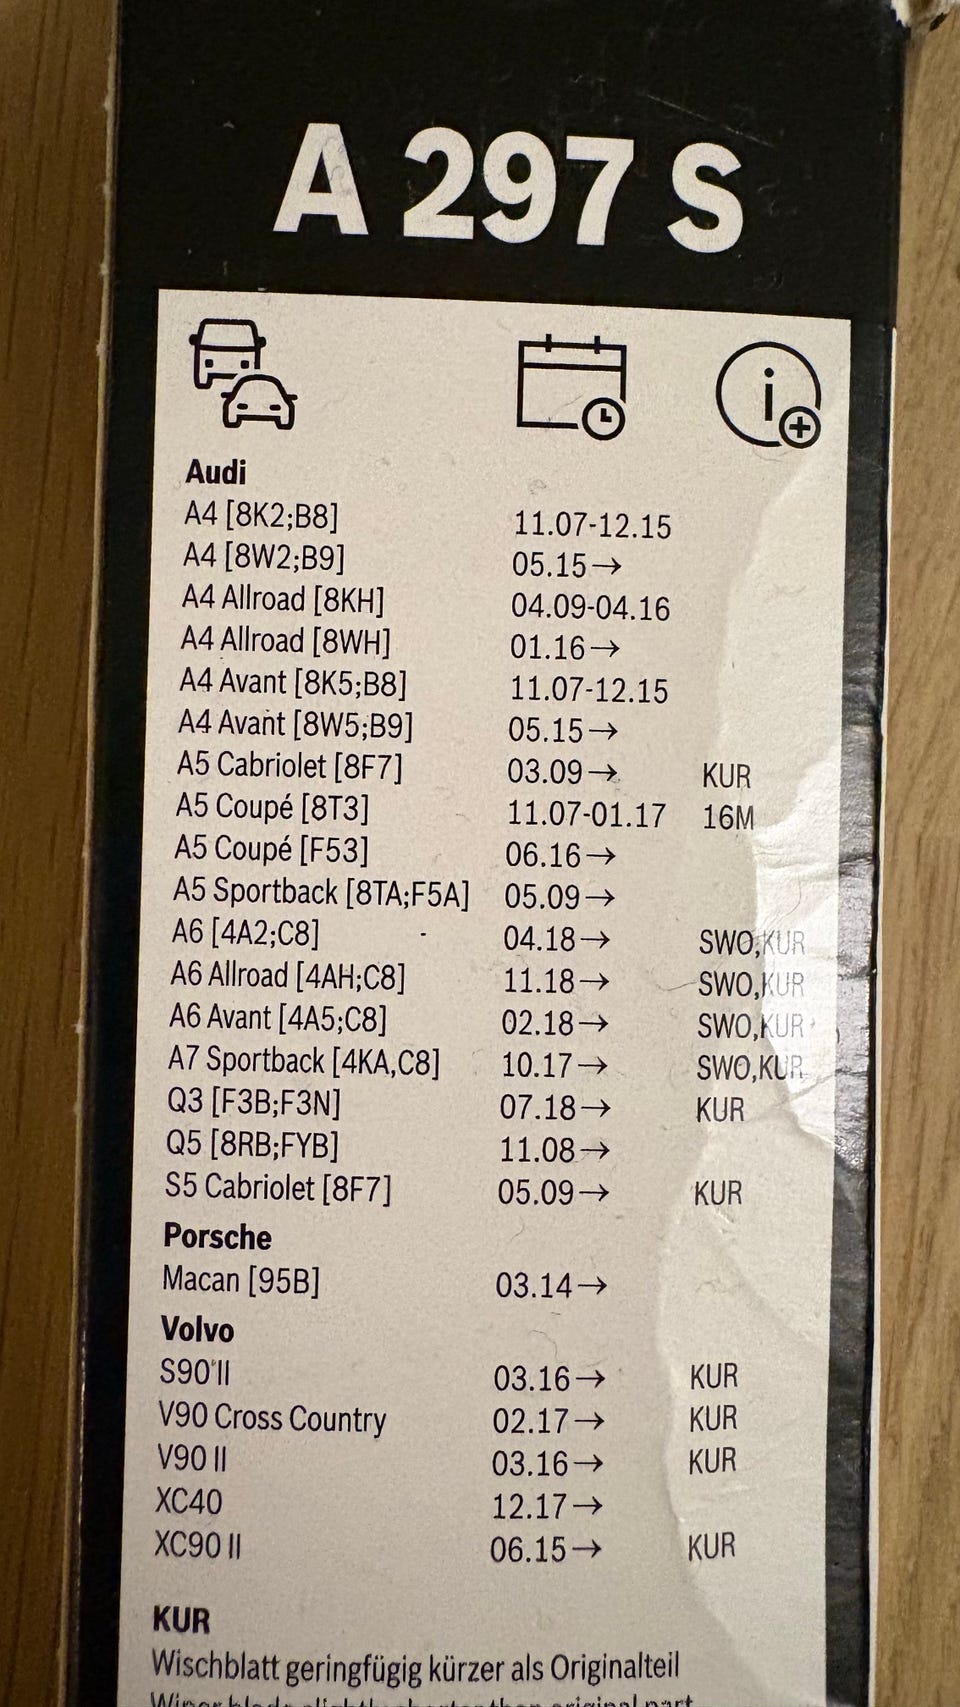 A 297 S
Audi
A4 [8K2;B8] 11.07-12.15
A4 [8W2;B9] 05.15→
A4 Allroad [8KH] 04.09-04.16
A4 Allroad [8WH] 01.16→
A4 Avant [8K5;B8] 11.07-12.15
A4 Avant [8W5;B9] 05.15→
A5 Cabriolet [8F7] 03.09→ KUR
A5 Coupé [8T3] 11.07-01.17 16M
A5 Coupé [F53] 06.16→
A5 Sportback [8TA;F5A] 05.09→
A6 [4A2;C8] 04.18→ SWO,KUR
A6 Allroad [4AH;C8] 11.18→ SWO,KUR
A6 Avant [4A5;C8] 02.18→ SWO,KUR
A7 Sportback [4KA,C8] 10.17→ SWO,KUR
Q3 [F3B;F3N] 07.18→ KUR
Q5 [8RB;FYB] 11.08→
S5 Cabriolet [8F7] 05.09→ KUR
Porsche
Macan [95B] 03.14→
Volvo
S90 II 03.16→ KUR
V90 Cross Country 02.17→ KUR
V90 II 03.16→ KUR
XC40 12.17→
XC90 II 06.15→ KUR
KUR
Wischblatt geringfügig kürzer als Originalteil
Wiper blade slightly shorter than original part